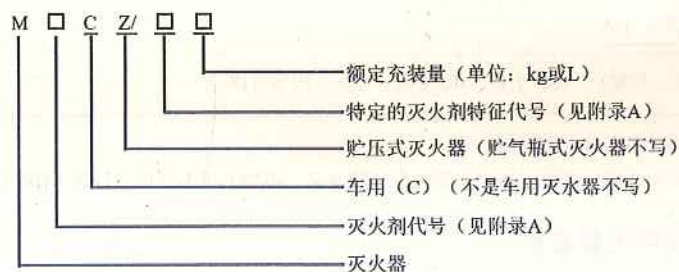 M □ C Z/ □ □
额定充装量（单位：kg或L）
特定的灭火剂特征代号（见附录A）
贮压式灭火器（贮气瓶式灭火器不写）
车用（C）（不是车用灭水器不写）
灭火剂代号（见附录A）
灭火器